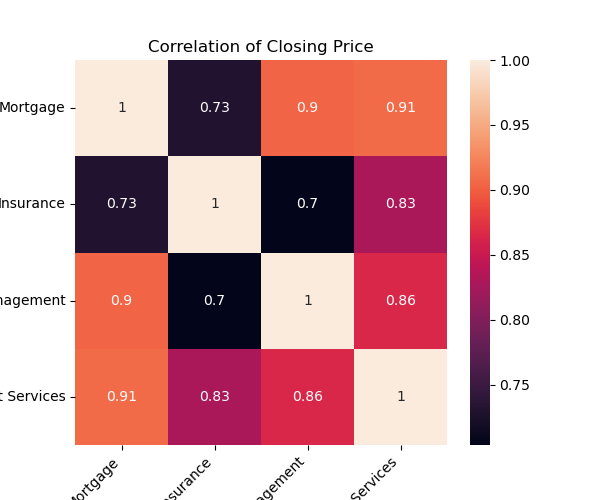 Correlation of Closing Price
Mortgage 1 0.73 0.9 0.91
Insurance 0.73 1 0.7 0.83
nagement 0.9 0.7 1 0.86
t Services 0.91 0.83 0.86 1
1.00
0.95
0.90
0.85
0.80
0.75
Mortgage
surance
agement
Services